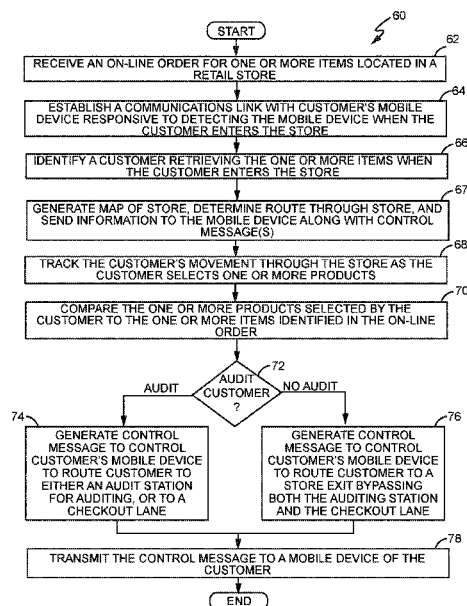 START
60
62
RECEIVE AN ON-LINE ORDER FOR ONE OR MORE ITEMS LOCATED IN A
RETAIL STORE
64
ESTABLISH A COMMUNICATIONS LINK WITH CUSTOMER'S MOBILE
DEVICE RESPONSIVE TO DETECTING THE MOBILE DEVICE WHEN THE
CUSTOMER ENTERS THE STORE
66
IDENTIFY A CUSTOMER RETRIEVING THE ONE OR MORE ITEMS WHEN
THE CUSTOMER ENTERS THE STORE
67
GENERATE MAP OF STORE, DETERMINE ROUTE THROUGH STORE, AND
SEND INFORMATION TO THE MOBILE DEVICE ALONG WITH CONTROL
MESSAGE(S)
68
TRACK THE CUSTOMER'S MOVEMENT THROUGH THE STORE AS THE
CUSTOMER SELECTS ONE OR MORE PRODUCTS
70
COMPARE THE ONE OR MORE PRODUCTS SELECTED BY THE
CUSTOMER TO THE ONE OR MORE ITEMS IDENTIFIED IN THE ON-LINE
ORDER
72
AUDIT
CUSTOMER
?
AUDIT
NO AUDIT
74
GENERATE CONTROL
MESSAGE TO CONTROL
CUSTOMER'S MOBILE DEVICE
TO ROUTE CUSTOMER TO
EITHER AN AUDIT STATION
FOR AUDITING, OR TO A
CHECKOUT LANE
76
GENERATE CONTROL
MESSAGE TO CONTROL
CUSTOMER'S MOBILE DEVICE
TO ROUTE CUSTOMER TO A
STORE EXIT BYPASSING
BOTH THE AUDITING STATION
AND THE CHECKOUT LANE
78
TRANSMIT THE CONTROL MESSAGE TO A MOBILE DEVICE OF THE
CUSTOMER
END